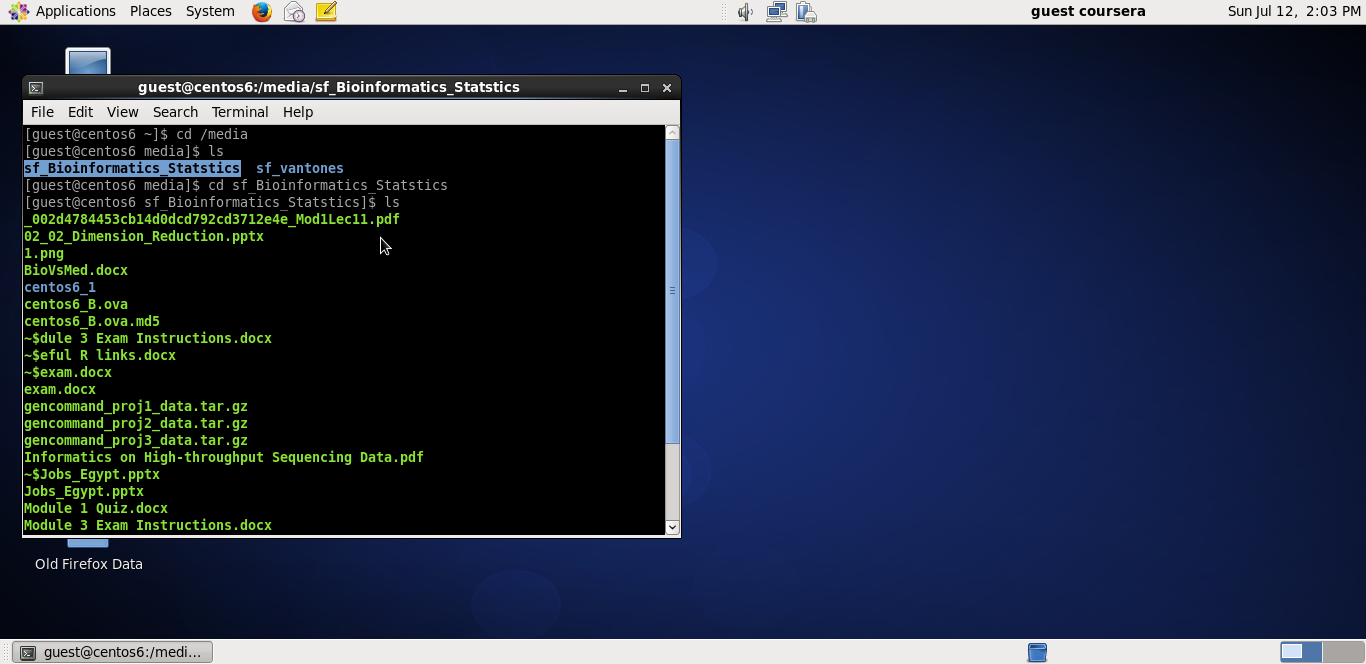 Applications Places System guest coursera Sun Jul 12, 2:03 PM
guest@centos6:/media/sf_Bioinformatics_Statstics
File Edit View Search Terminal Help
[guest@centos6 ~]$ cd /media
[guest@centos6 media]$ ls
sf_Bioinformatics_Statstics sf_vantones
[guest@centos6 media]$ cd sf_Bioinformatics_Statstics
[guest@centos6 sf_Bioinformatics_Statstics]$ ls
_002d4784453cb14d0dcd792cd3712e4e_Mod1Lec11.pdf
02_02_Dimension_Reduction.pptx
1.png
BioVsMed.docx
centos6_1
centos6_B.ova
centos6_B.ova.md5
~$dule 3 Exam Instructions.docx
~$eful R links.docx
~$exam.docx
exam.docx
gencommand_proj1_data.tar.gz
gencommand_proj2_data.tar.gz
gencommand_proj3_data.tar.gz
Informatics on High-throughput Sequencing Data.pdf
~$Jobs_Egypt.pptx
Jobs_Egypt.pptx
Module 1 Quiz.docx
Module 3 Exam Instructions.docx
Old Firefox Data
guest@centos6:/medi...